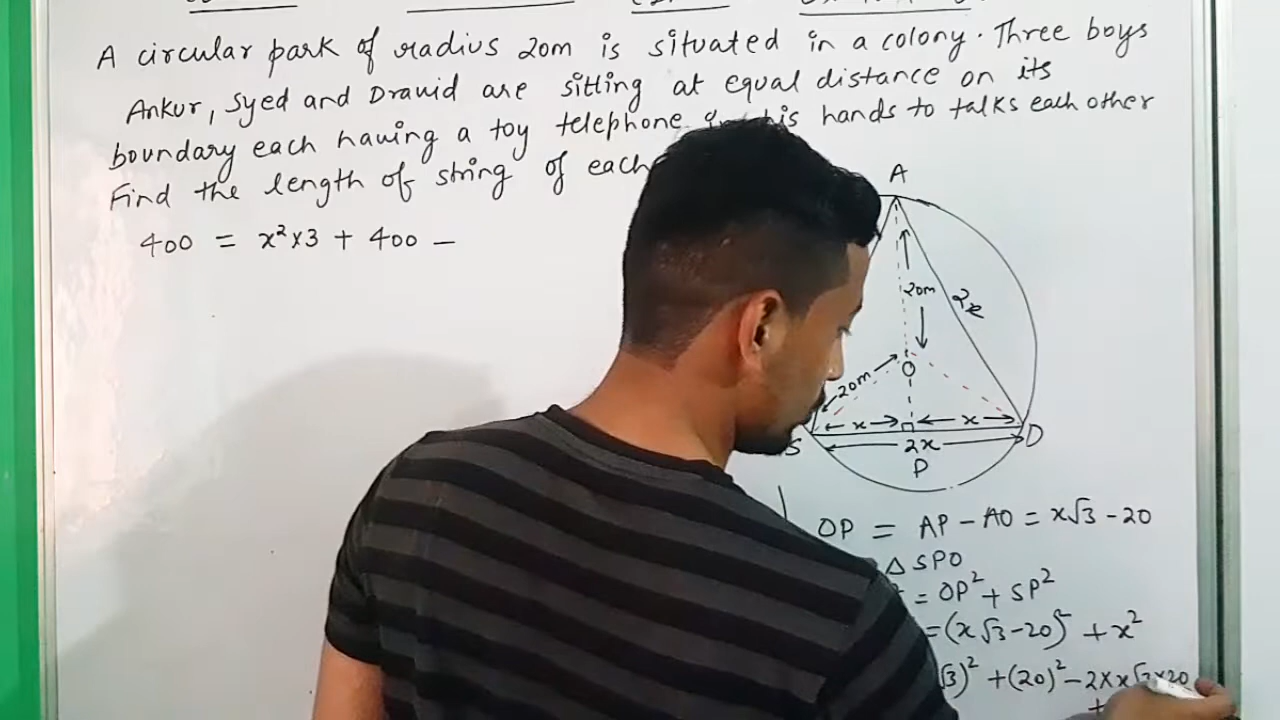 A circular park of radius 20m is situated in a colony. Three boys
Ankur, Syed and Dravid are sitting at equal distance on its
boundary each having a toy telephone his hands to talks each other
Find the length of string of each
400 = x²×3 + 400 –
A
20m
2x
O
20m
x
x
S
2x
D
P
OP = AP – AO = x√3 – 20
△ SPO
= OP² + SP²
= (x√3 – 20)² + x²
√3)² + (20)² – 2×x√3×20
+